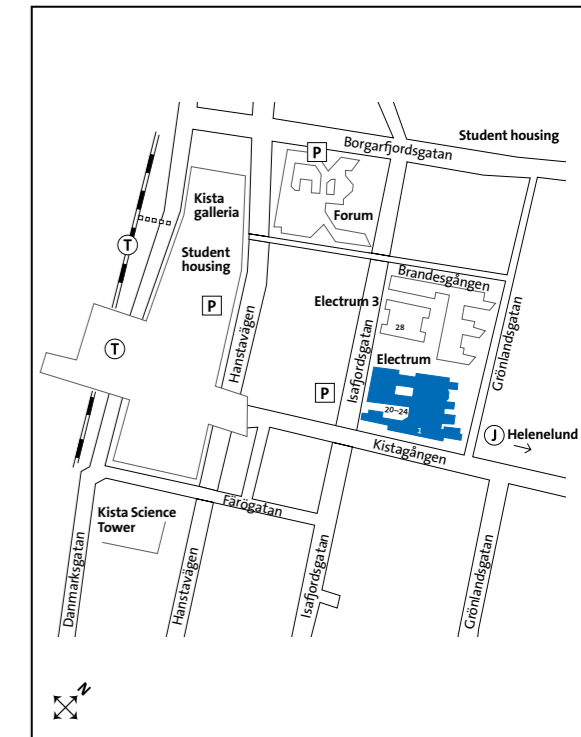 Student housing
Borgarfjordsgatan
P
Kista
galleria
Forum
T
Student
housing
Brandesgången
Electrum 3
P
28
Hanstavägen
Isafjordsgatan
Grönlandsgatan
T
Electrum
P
20–24
1
J Helenelund
Kistagången
Färögatan
Kista Science
Tower
Danmarksgatan
Hanstavägen
Isafjordsgatan
Grönlandsgatan
N